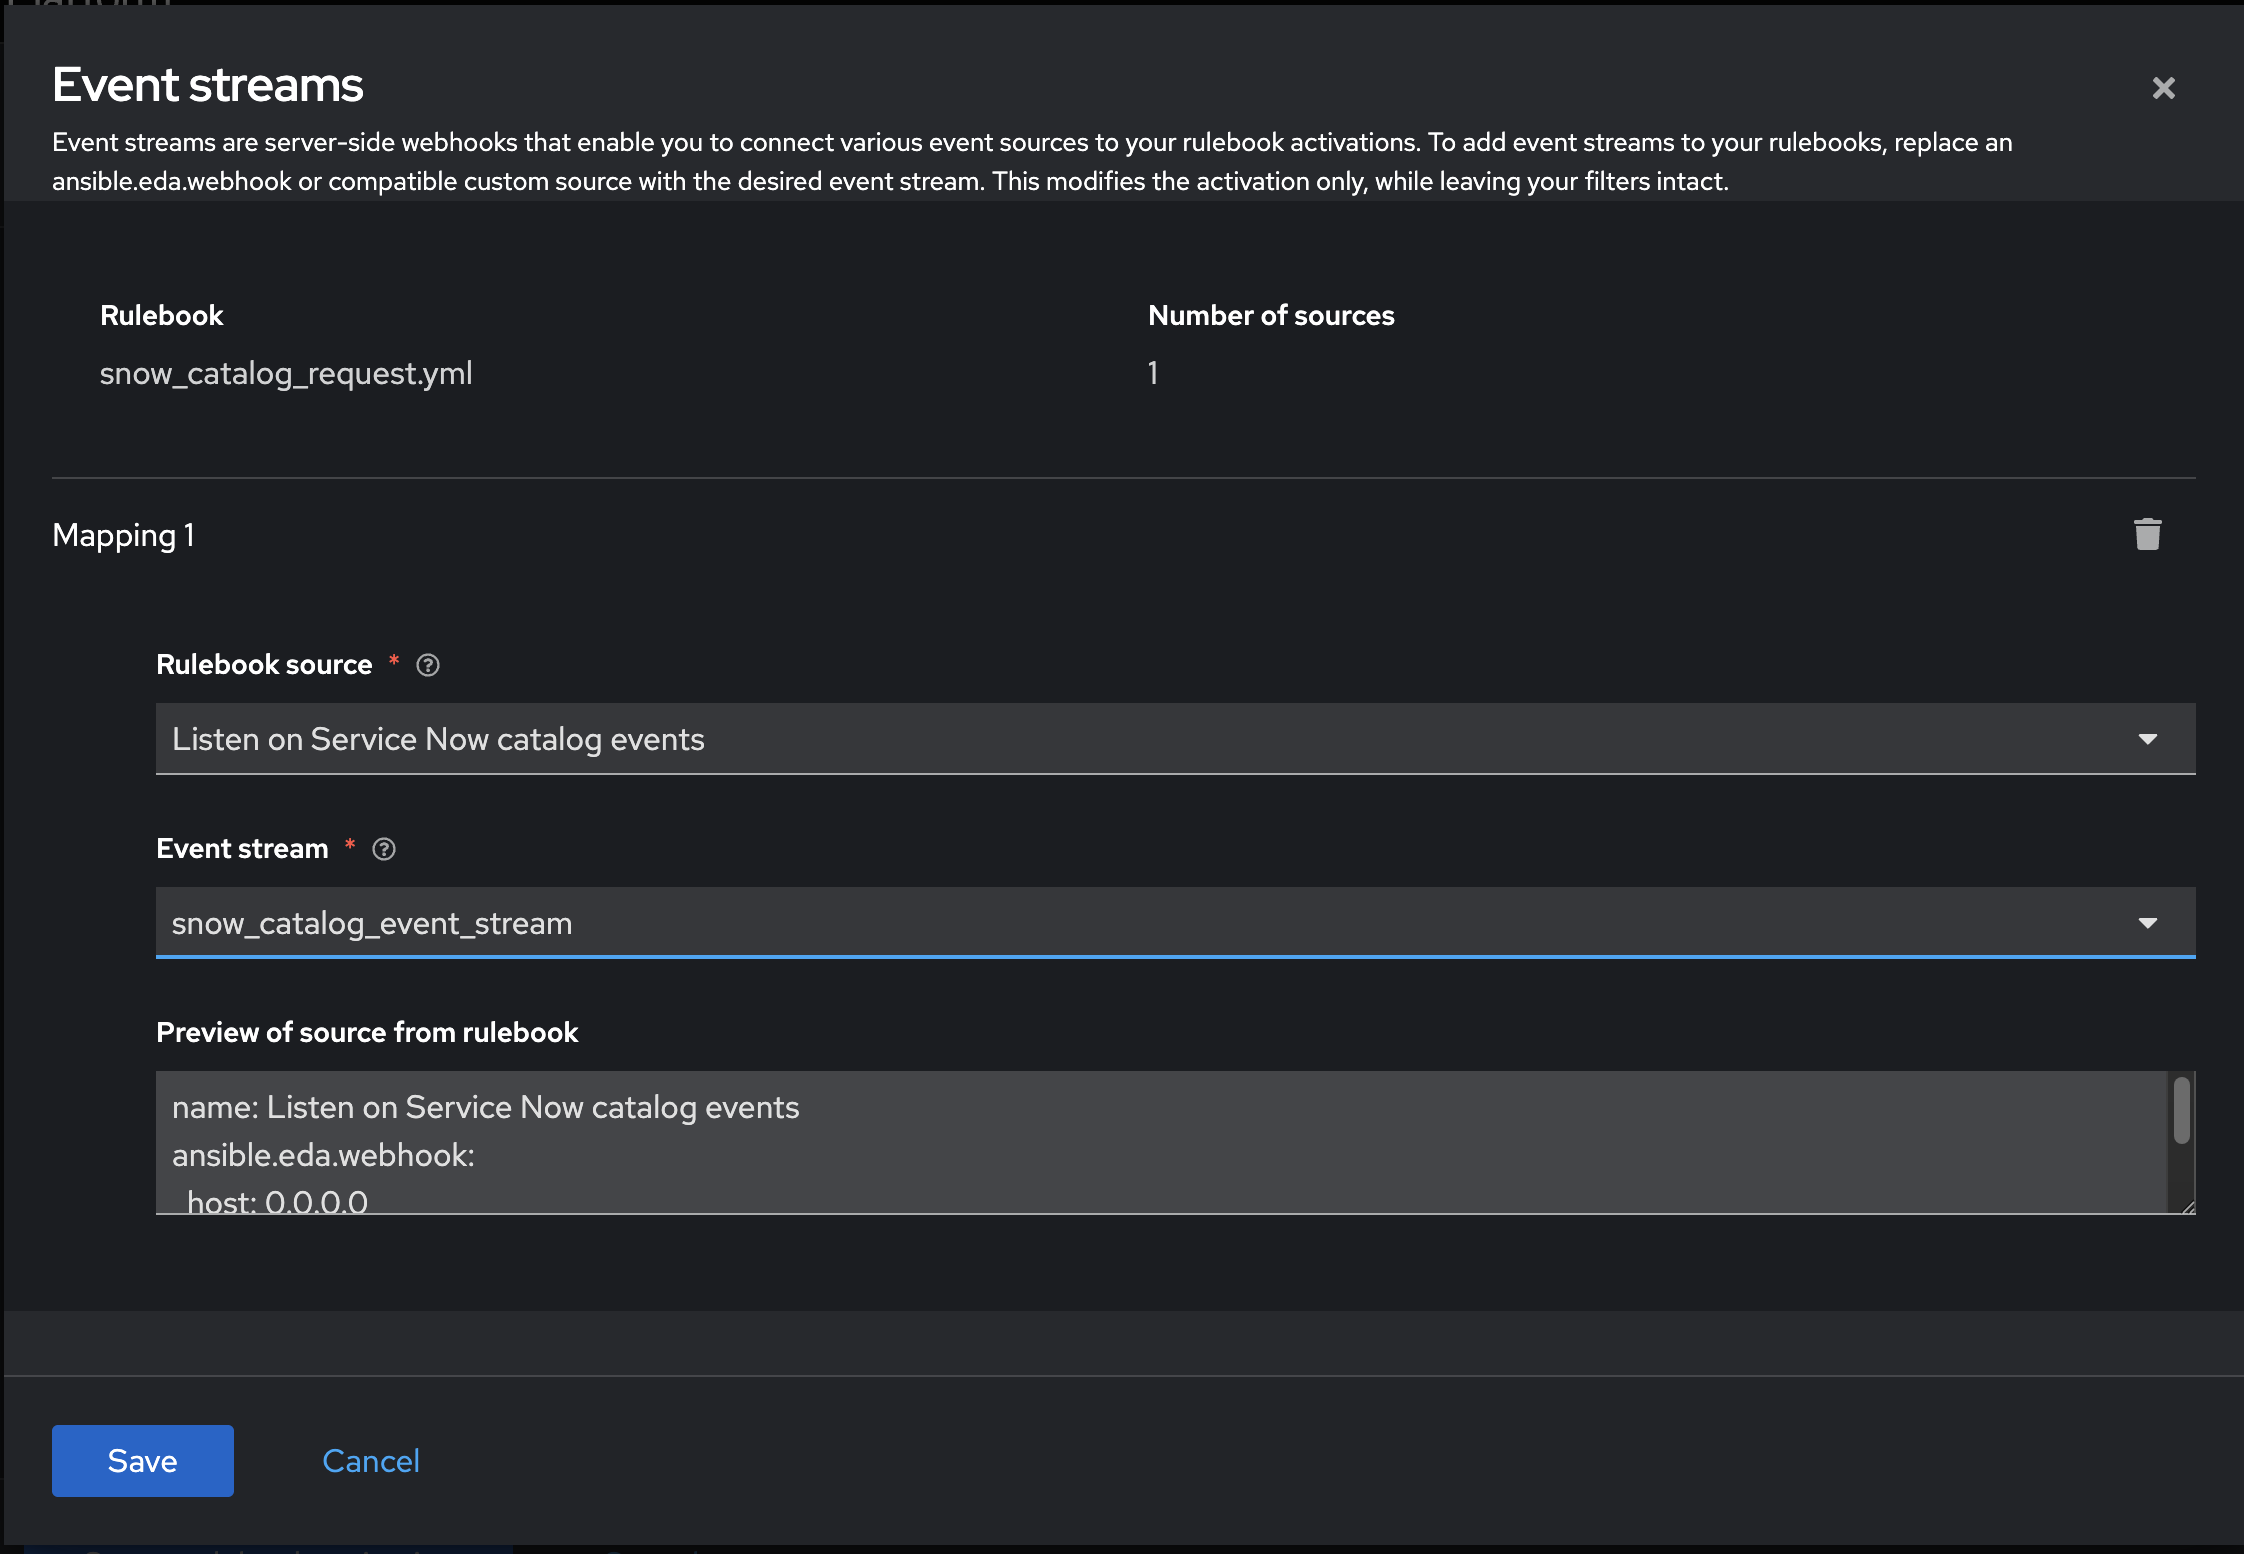 Event streams
Event streams are server-side webhooks that enable you to connect various event sources to your rulebook activations. To add event streams to your rulebooks, replace an
ansible.eda.webhook or compatible custom source with the desired event stream. This modifies the activation only, while leaving your filters intact.
Rulebook
Number of sources
snow_catalog_request.yml
1
Mapping 1
Rulebook source *
Listen on Service Now catalog events
Event stream *
snow_catalog_event_stream
Preview of source from rulebook
name: Listen on Service Now catalog events
ansible.eda.webhook:
host: 0.0.0.0
Save
Cancel